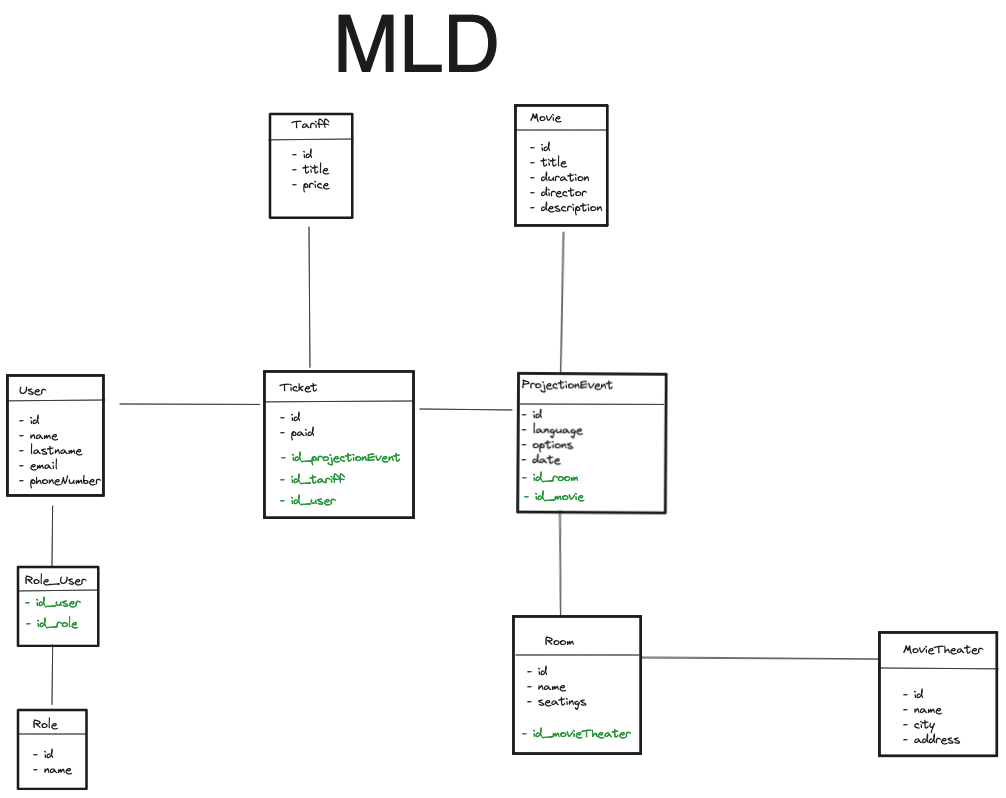 MLD
Tariff
- id
- title
- price
Movie
- id
- title
- duration
- director
- description
User
- id
- name
- lastname
- email
- phoneNumber
Ticket
- id
- paid
- id_projectionEvent
- id_tariff
- id_user
ProjectionEvent
- id
- language
- options
- date
- id_room
- id_movie
Role_User
- id_user
- id_role
Role
- id
- name
Room
- id
- name
- seatings
- id_movieTheater
MovieTheater
- id
- name
- city
- address